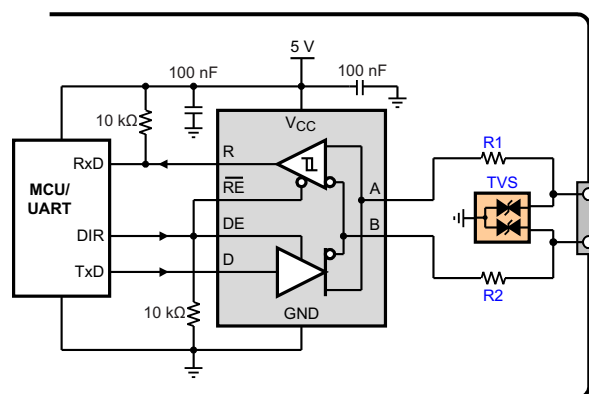 5 V
100 nF
100 nF
10 kΩ
VCC
R1
RxD
R
TVS
MCU/
UART
RE
A
DIR
DE
B
TxD
D
R2
10 kΩ
GND